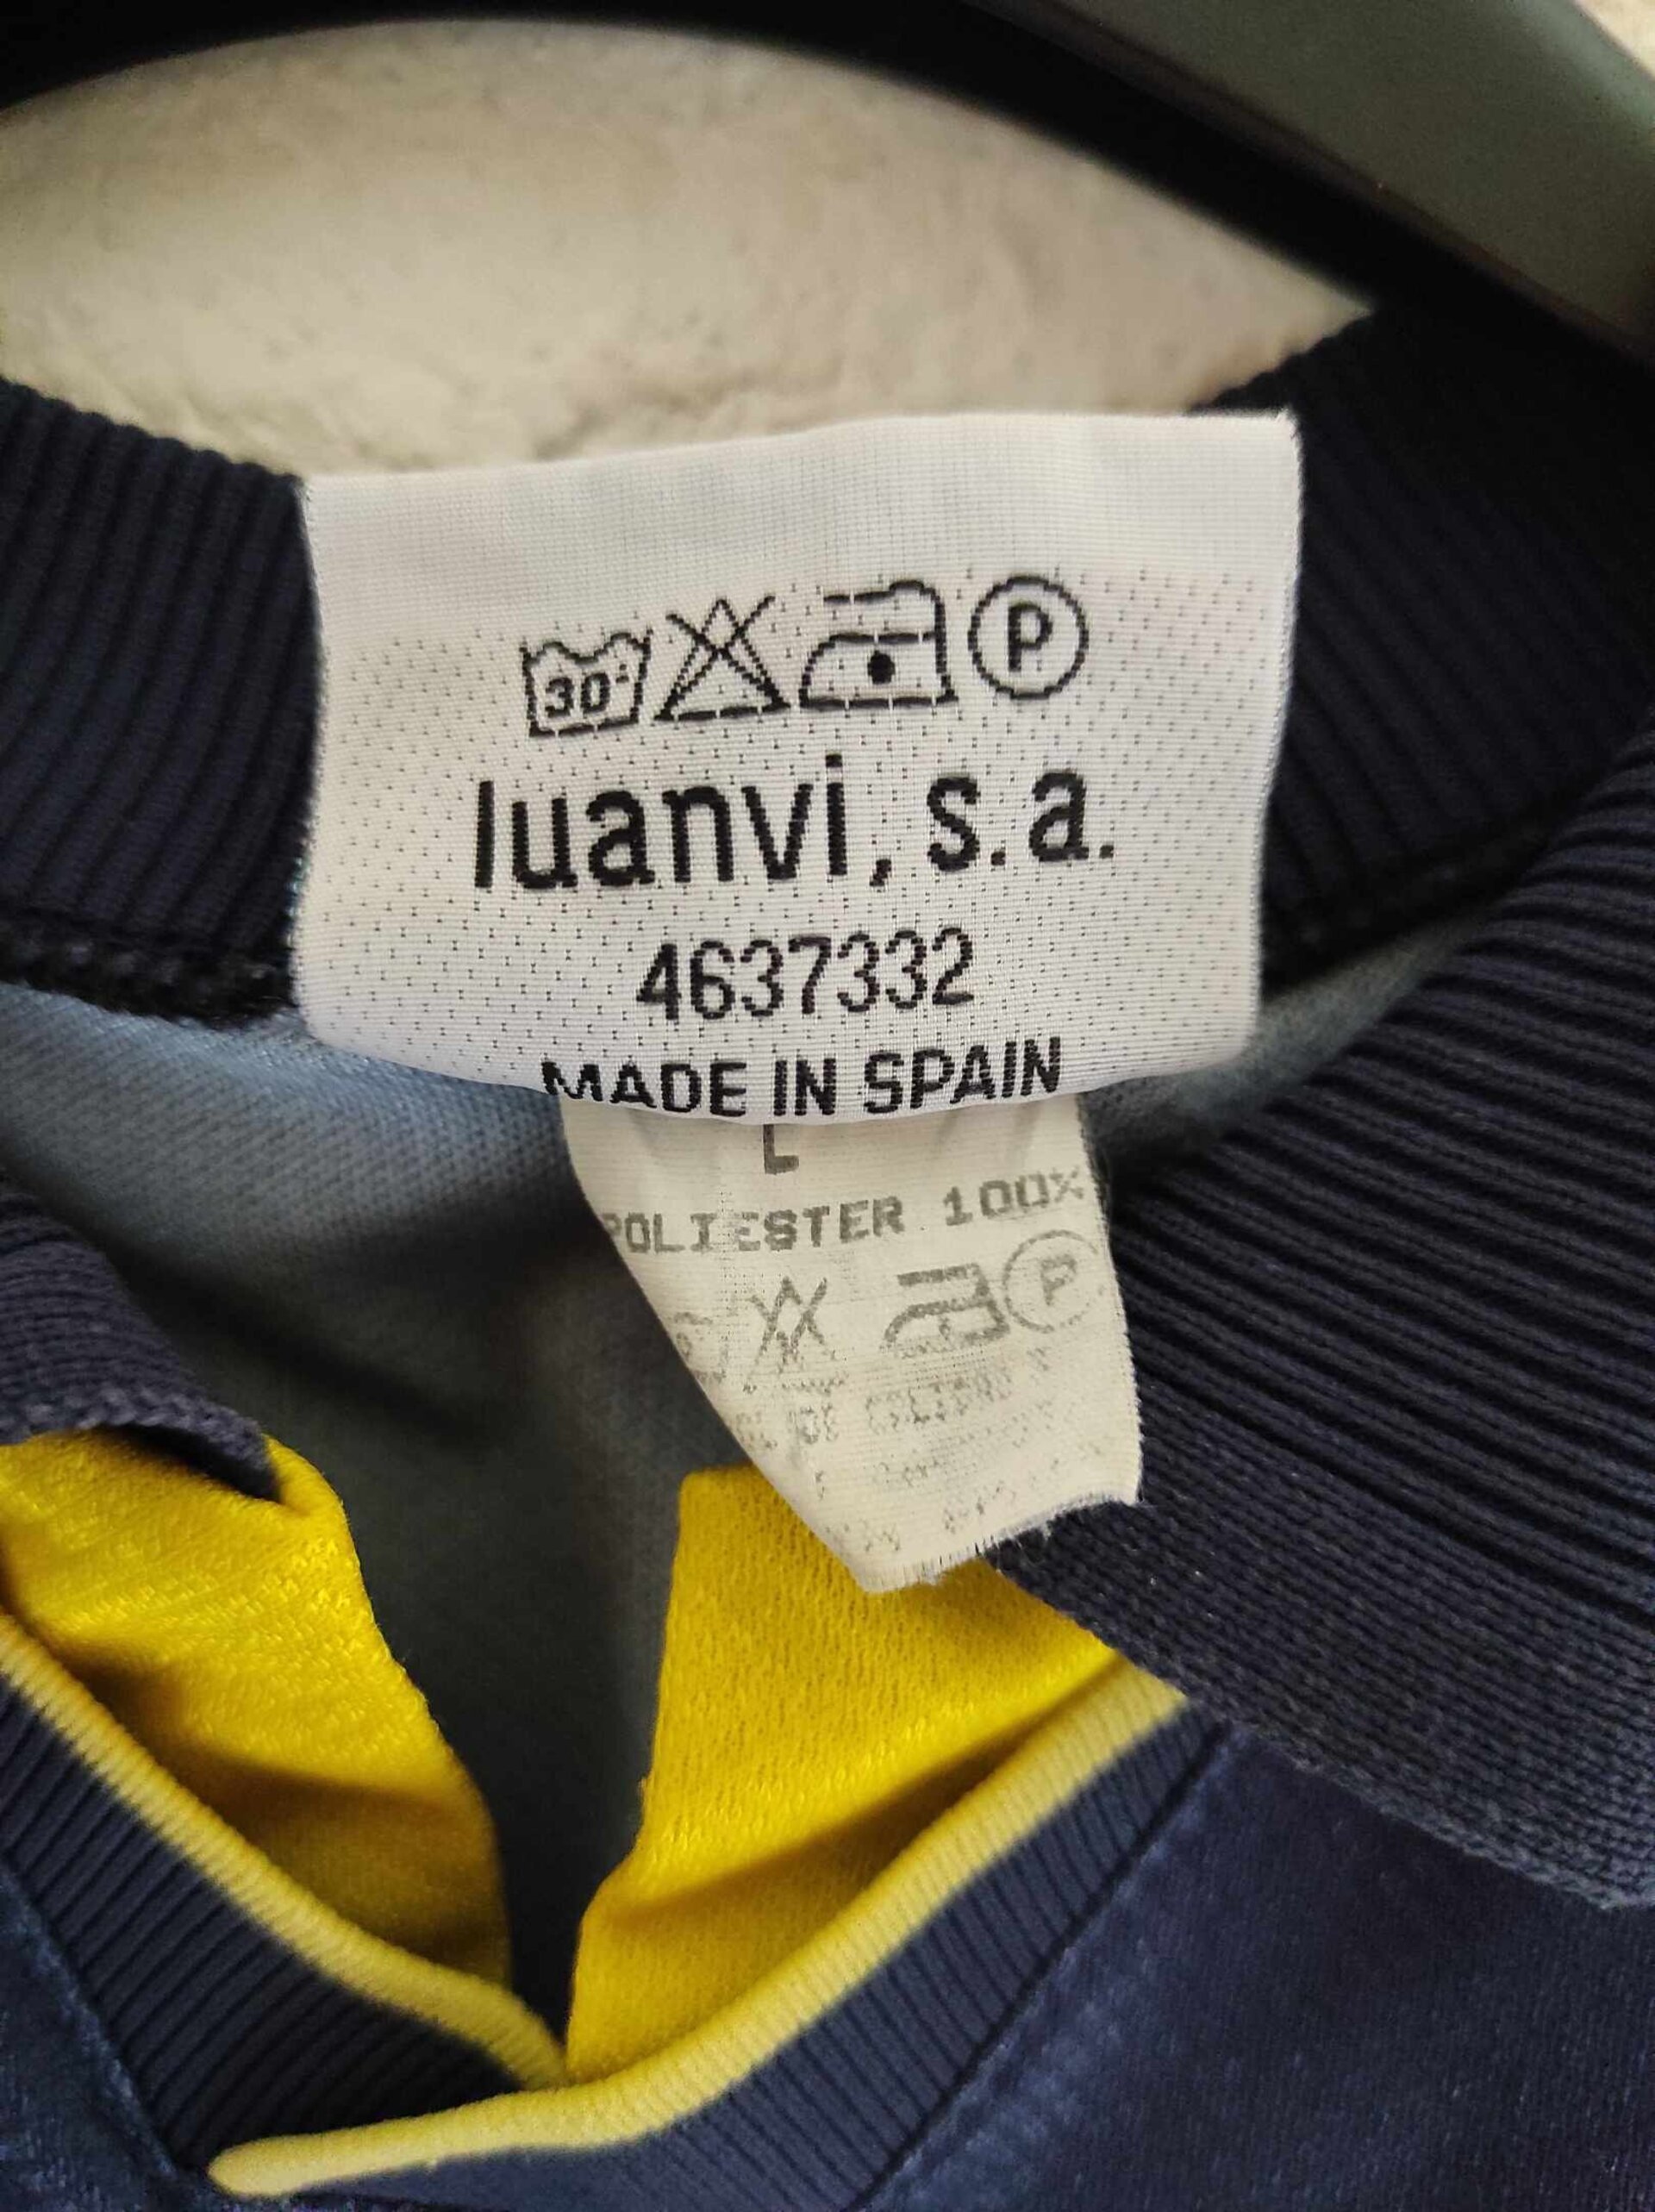 30°
P
luanvi, s.a.
4637332
MADE IN SPAIN
L
POLIESTER 100%
P